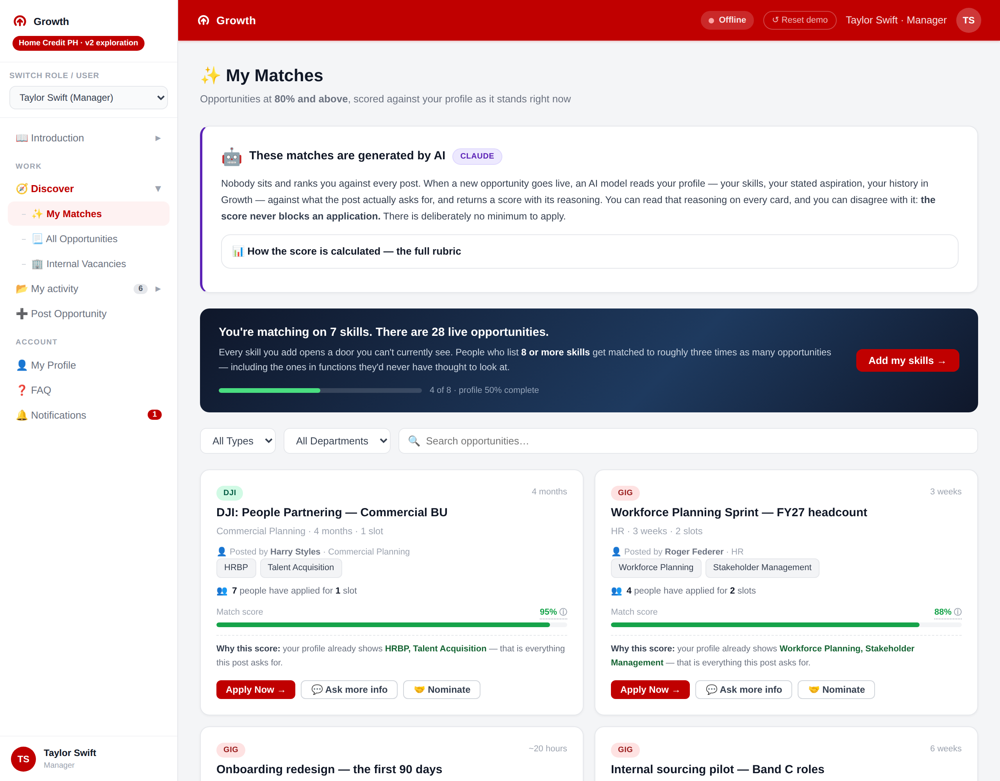 Growth
Home Credit PH · v2 exploration
SWITCH ROLE / USER
Taylor Swift (Manager)
Introduction
WORK
Discover
– My Matches
– All Opportunities
– Internal Vacancies
My activity 6
Post Opportunity
ACCOUNT
My Profile
FAQ
Notifications 1
TS Taylor Swift
Manager
Growth
Offline
↺ Reset demo
Taylor Swift · Manager
TS
My Matches
Opportunities at 80% and above, scored against your profile as it stands right now
These matches are generated by AI CLAUDE
Nobody sits and ranks you against every post. When a new opportunity goes live, an AI model reads your profile — your skills, your stated aspiration, your history in
Growth — against what the post actually asks for, and returns a score with its reasoning. You can read that reasoning on every card, and you can disagree with it: the
score never blocks an application. There is deliberately no minimum to apply.
How the score is calculated — the full rubric
You're matching on 7 skills. There are 28 live opportunities.
Every skill you add opens a door you can't currently see. People who list 8 or more skills get matched to roughly three times as many opportunities
— including the ones in functions they'd never have thought to look at.
4 of 8 · profile 50% complete
Add my skills →
All Types
All Departments
Search opportunities…
DJI 4 months
DJI: People Partnering — Commercial BU
Commercial Planning · 4 months · 1 slot
Posted by Harry Styles · Commercial Planning
HRBP Talent Acquisition
7 people have applied for 1 slot
Match score 95% ⓘ
Why this score: your profile already shows HRBP, Talent Acquisition — that is everything
this post asks for.
Apply Now → Ask more info Nominate
GIG 3 weeks
Workforce Planning Sprint — FY27 headcount
HR · 3 weeks · 2 slots
Posted by Roger Federer · HR
Workforce Planning Stakeholder Management
4 people have applied for 2 slots
Match score 88% ⓘ
Why this score: your profile already shows Workforce Planning, Stakeholder
Management — that is everything this post asks for.
Apply Now → Ask more info Nominate
GIG ~20 hours
Onboarding redesign — the first 90 days
GIG 6 weeks
Internal sourcing pilot — Band C roles